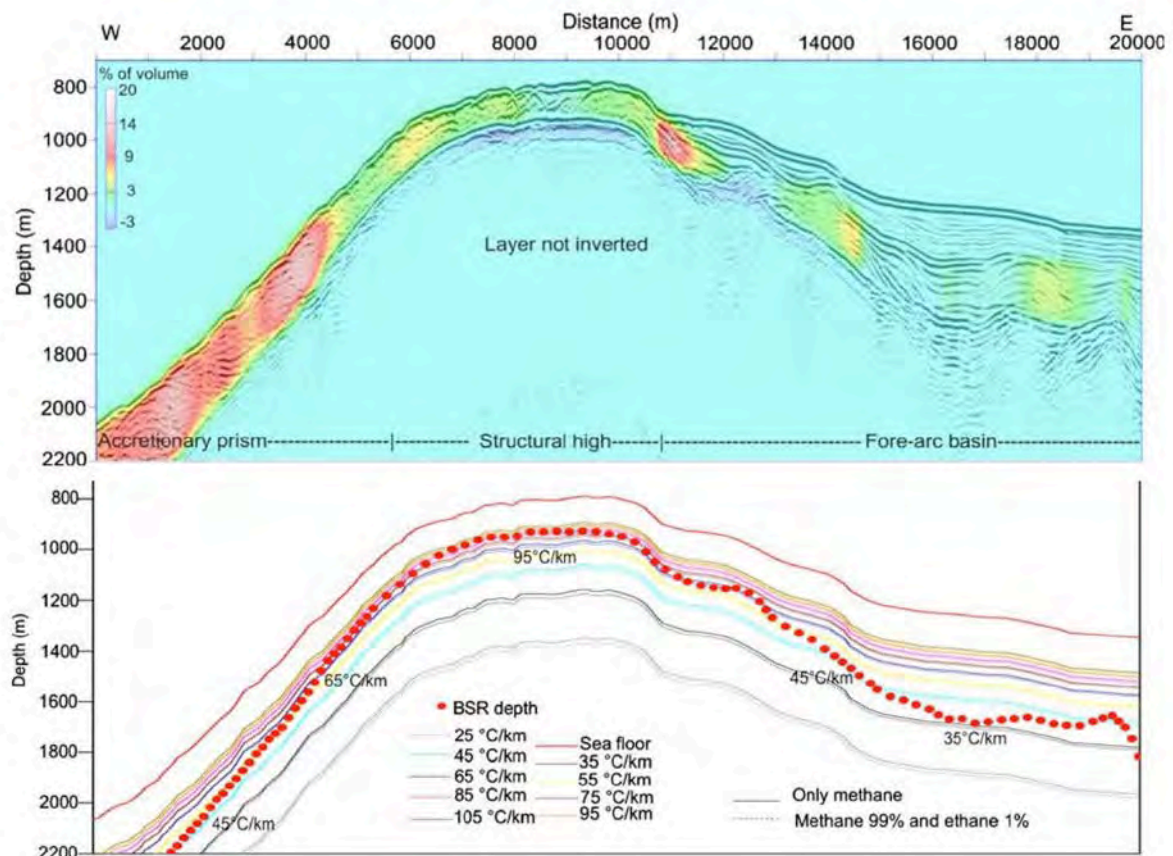 Distance (m)
W E
2000 4000 6000 8000 10000 12000 14000 16000 18000 20000
% of volume
20
14
9
3
-3
800
1000
1200
1400
1600
1800
2000
2200
Depth (m)
Layer not inverted
Accretionary prism Structural high Fore-arc basin
800
1000
1200
1400
1600
1800
2000
2200
Depth (m)
95°C/km
65°C/km
45°C/km
45°C/km
35°C/km
BSR depth
25 °C/km
45 °C/km
65 °C/km
85 °C/km
105 °C/km
Sea floor
35 °C/km
55 °C/km
75 °C/km
95 °C/km
Only methane
Methane 99% and ethane 1%